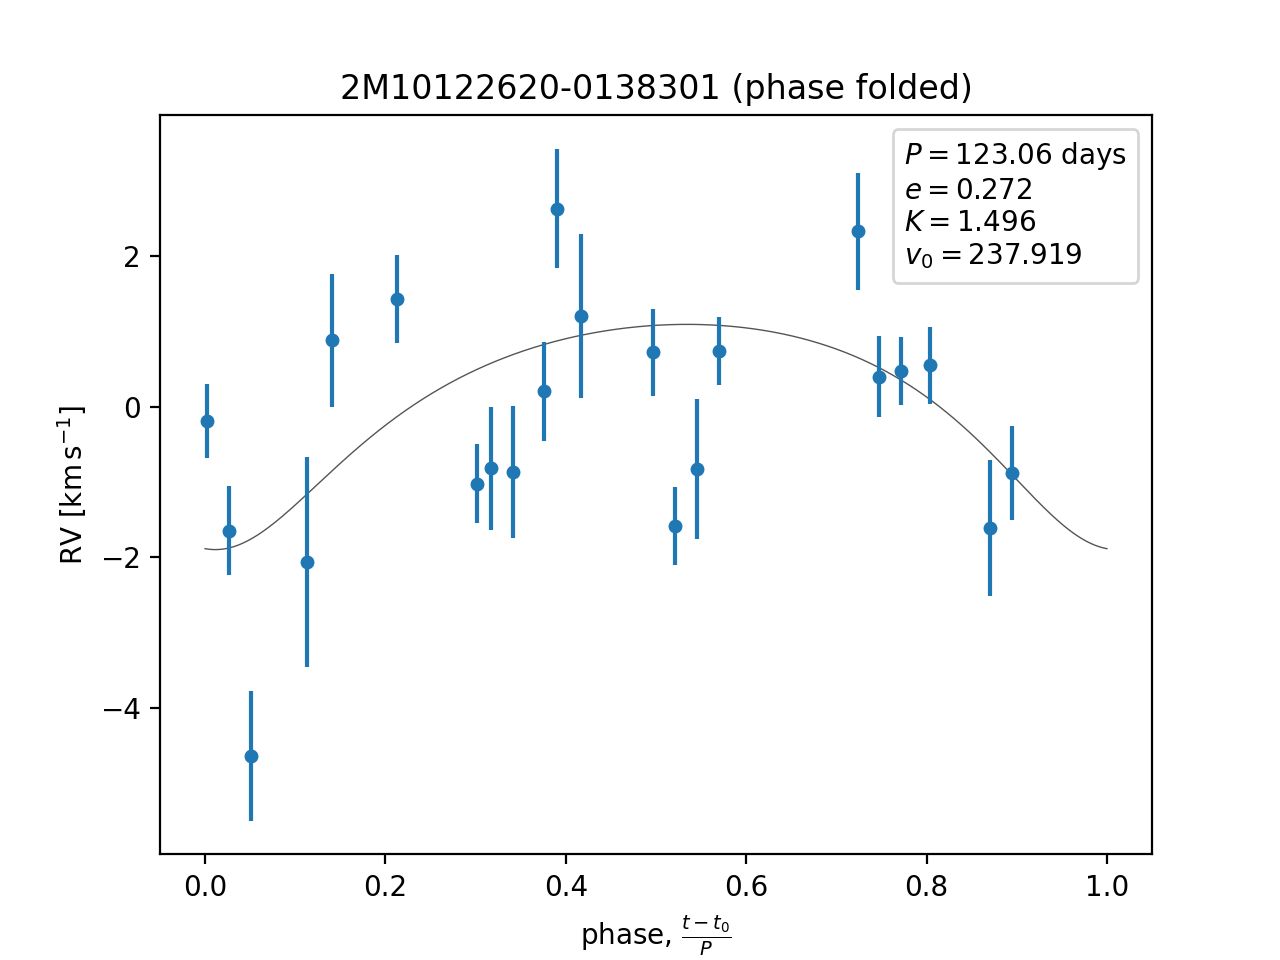 2M10122620-0138301 (phase folded)
P = 123.06 days
e = 0.272
K = 1.496
v₀ = 237.919
RV [km s⁻¹]
2
0
−2
−4
0.0 0.2 0.4 0.6 0.8 1.0
phase, (t − t₀)/P